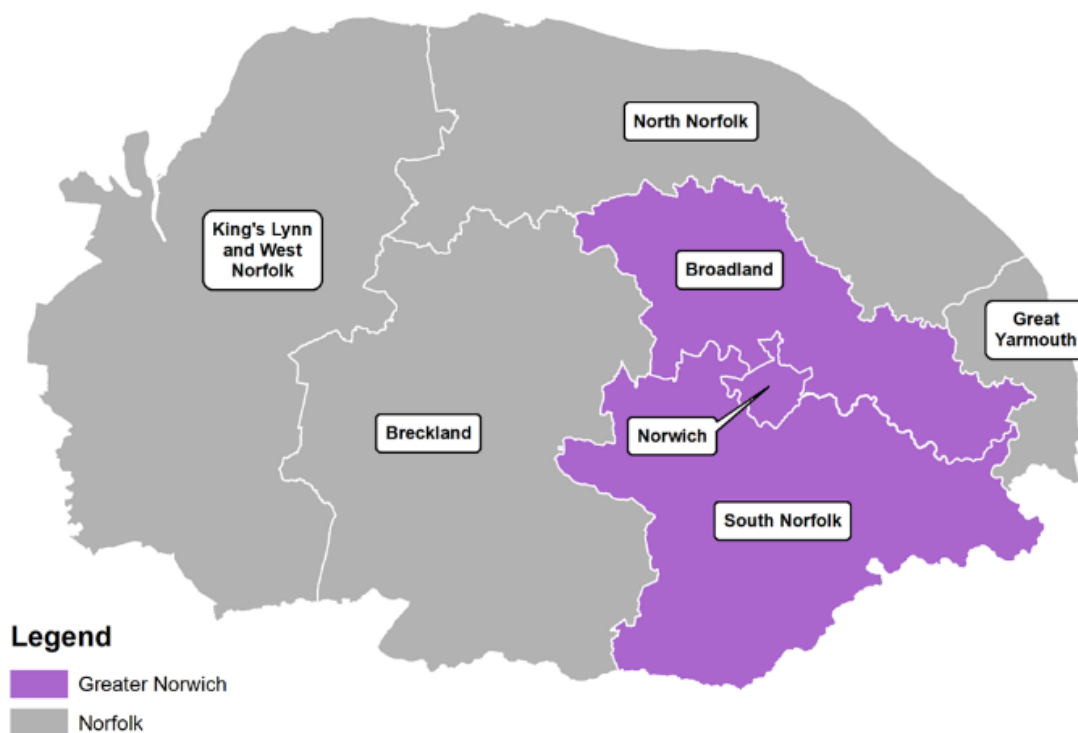 North Norfolk
King's Lynn
and West
Norfolk
Broadland
Great
Yarmouth
Breckland
Norwich
South Norfolk
Legend
Greater Norwich
Norfolk